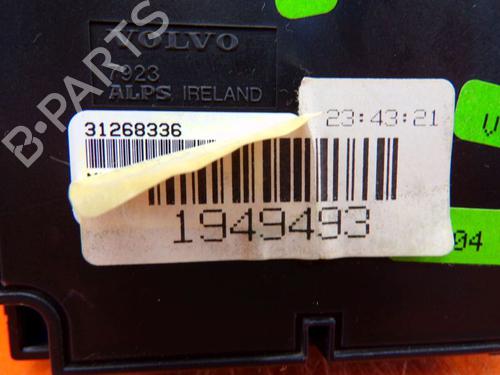 VOLVO
7923
ALPS IRELAND
31268336
23:43:21
1949493
V
04
B-PARTS